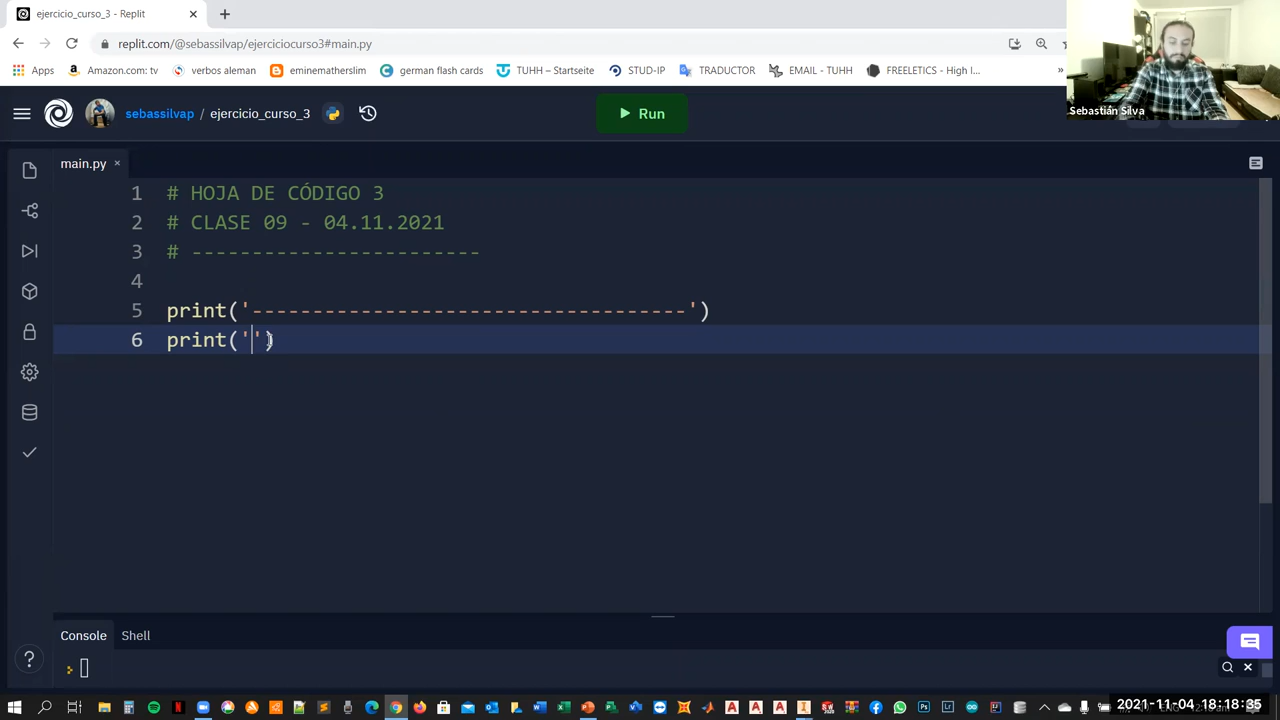 ejercicio_curso_3 - Replit
replit.com/@sebassilvap/ejerciciocurso3#main.py
Apps
Amazon.com: tv
verbos aleman
eminematherslim
german flash cards
TUHH – Startseite
STUD-IP
TRADUCTOR
EMAIL - TUHH
FREELETICS - High I...
»
Sebastián Silva
sebassilvap / ejercicio_curso_3
Run
main.py
1 # HOJA DE CÓDIGO 3
2 # CLASE 09 - 04.11.2021
3 # ------------------------
4
5 print('------------------------------------')
6 print('')
Console
Shell
2021-11-04 18:18:35